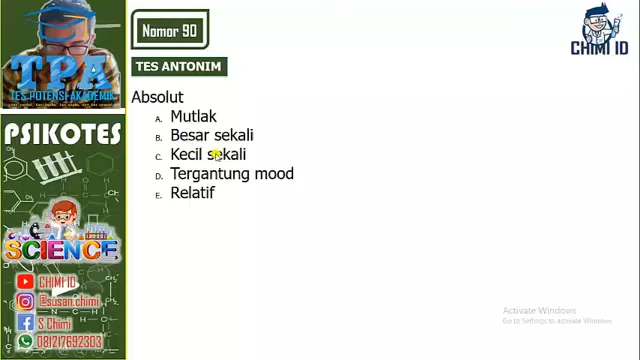 Nomor 90
TES ANTONIM
CHIMI ID
TPA
TES POTENSI AKADEMIK
PSIKOTES
SCIENCE
CHIMI ID
@susan.chimi
S Chimi
081217692303
Absolut
A. Mutlak
B. Besar sekali
C. Kecil sekali
D. Tergantung mood
E. Relatif
Activate Windows
Go to Settings to activate Windows.